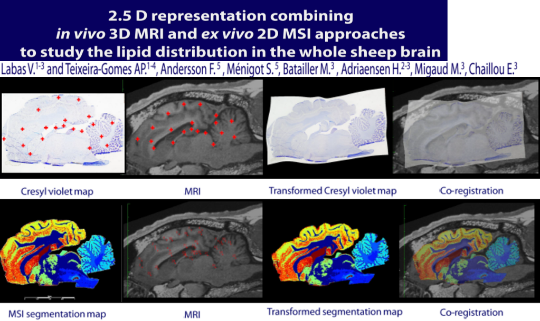 2.5 D representation combining
in vivo 3D MRI and ex vivo 2D MSI approaches
to study the lipid distribution in the whole sheep brain
Labas V.1-3 and Teixeira-Gomes AP.1-4, Andersson F. 5, Ménigot S. 5, Batailler M.3, Adriaensen H.2-3, Migaud M.3, Chaillou E.3
Cresyl violet map MRI Transformed Cresyl violet map Co-registration
MSI segmentation map MRI Transformed segmentation map Co-registration